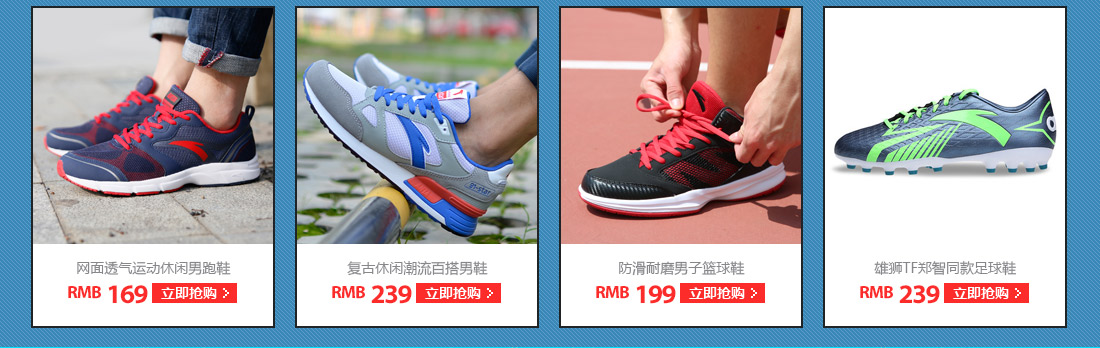 网面透气运动休闲男跑鞋
RMB 169 立即抢购
复古休闲潮流百搭男鞋
RMB 239 立即抢购
防滑耐磨男子篮球鞋
RMB 199 立即抢购
雄狮TF郑智同款足球鞋
RMB 239 立即抢购